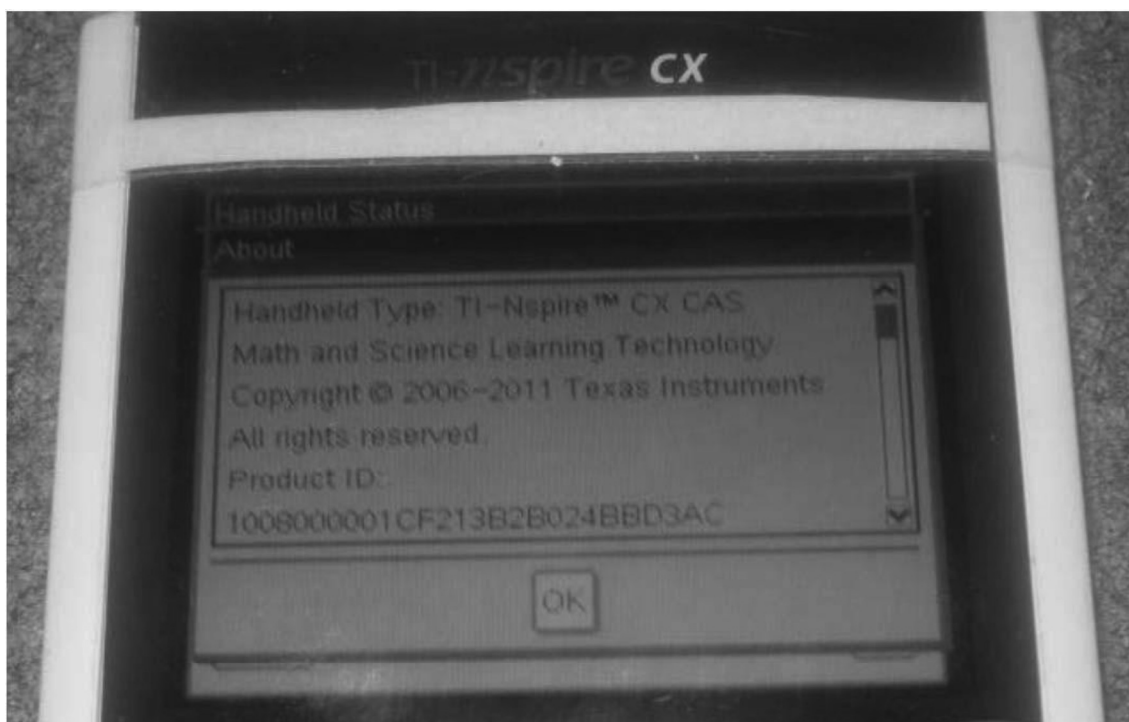 TI-nspire CX
Handheld Status
About
Handheld Type: TI-Nspire™ CX CAS
Math and Science Learning Technology
Copyright © 2006-2011 Texas Instruments
All rights reserved.
Product ID:
1008000001CF213B2B024BBD3AC
OK